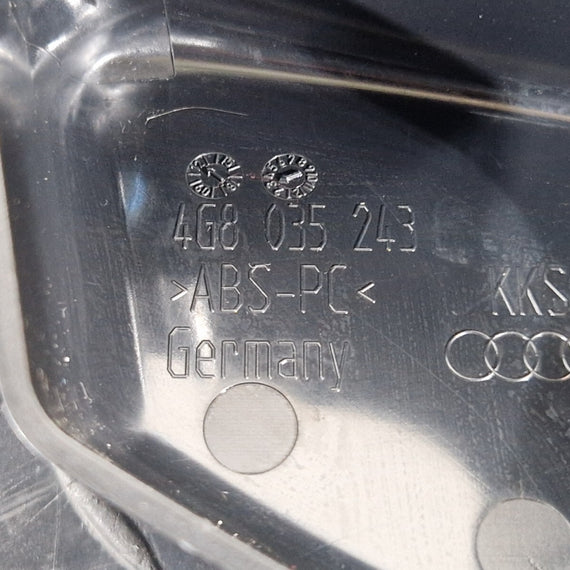 4G8 035 243
>ABS-PC< KKS
Germany